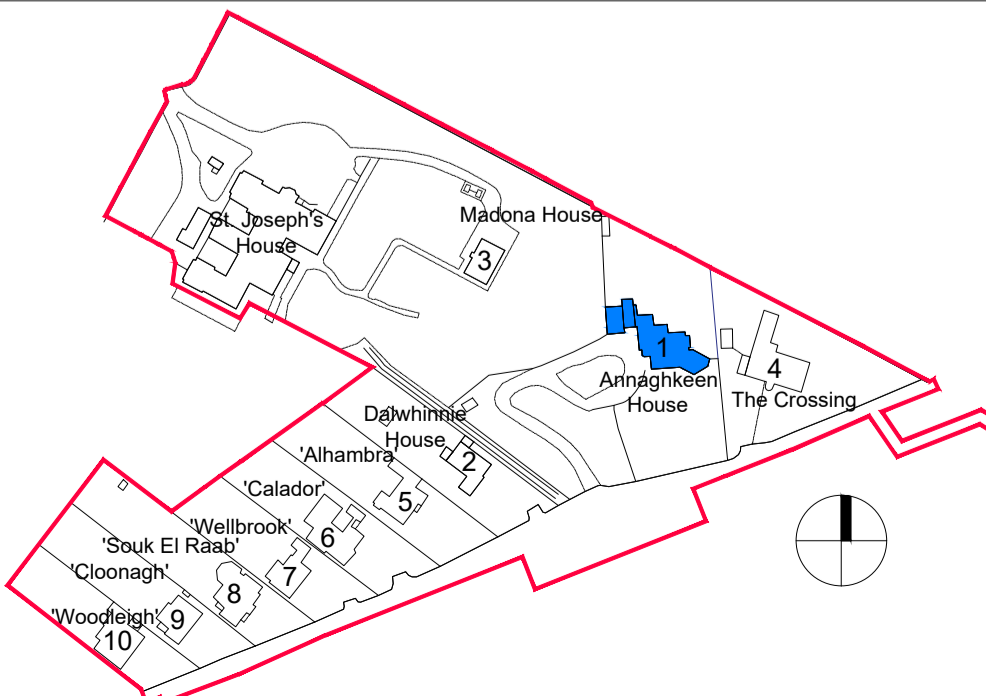 St. Joseph's
House
Madona House
3
1
Annaghkeen
House
4
The Crossing
Dalwhinnie
House
2
'Alhambra'
5
'Calador'
6
'Wellbrook'
7
'Souk El Raab'
8
'Cloonagh'
9
'Woodleigh'
10